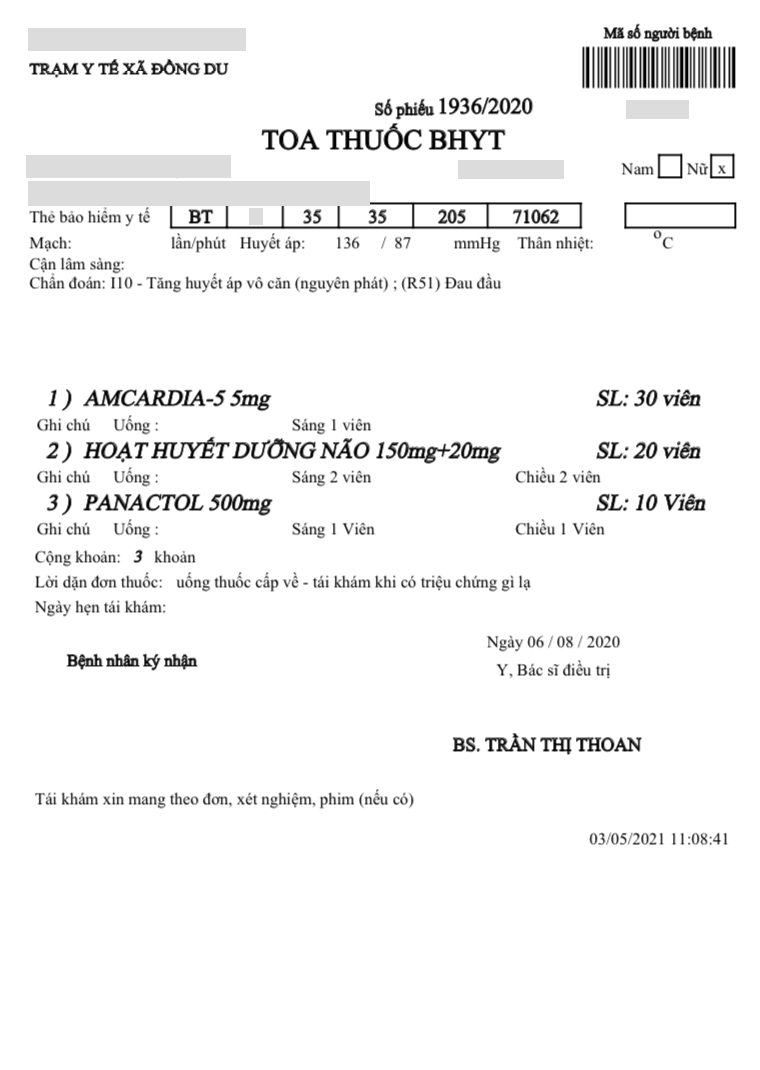 Mã số người bệnh
TRẠM Y TẾ XÃ ĐỒNG DU
Số phiếu 1936/2020
TOA THUỐC BHYT
Nam Nữ x
Thẻ bảo hiểm y tế BT 35 35 205 71062
Mạch: lần/phút Huyết áp: 136 / 87 mmHg Thân nhiệt: °C
Cận lâm sàng:
Chẩn đoán: I10 - Tăng huyết áp vô căn (nguyên phát) ; (R51) Đau đầu
1 ) AMCARDIA-5 5mg SL: 30 viên
Ghi chú Uống : Sáng 1 viên
2 ) HOẠT HUYẾT DƯỠNG NÃO 150mg+20mg SL: 20 viên
Ghi chú Uống : Sáng 2 viên Chiều 2 viên
3 ) PANACTOL 500mg SL: 10 Viên
Ghi chú Uống : Sáng 1 Viên Chiều 1 Viên
Cộng khoản: 3 khoản
Lời dặn đơn thuốc: uống thuốc cấp về - tái khám khi có triệu chứng gì lạ
Ngày hẹn tái khám:
Ngày 06 / 08 / 2020
Bệnh nhân ký nhận
Y, Bác sĩ điều trị
BS. TRẦN THỊ THOAN
Tái khám xin mang theo đơn, xét nghiệm, phim (nếu có)
03/05/2021 11:08:41